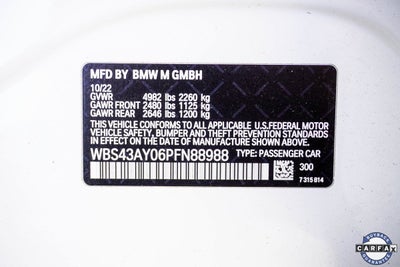 MFD BY BMW M GMBH
10/22
GVWR 4982 lbs 2260 kg
GAWR FRONT 2480 lbs 1125 kg
GAWR REAR 2646 lbs 1200 kg
THIS VEHICLE CONFORMS TO ALL APPLICABLE
U.S.FEDERAL MOTOR
VEHICLE SAFETY, BUMPER, AND THEFT PREVENTION
STANDARDS IN EFFECT ON THE
DATE OF MANUFACTURE SHOWN ABOVE.
WBS43AY06PFN88988 TYPE: PASSENGER CAR
300
7 315 814
CARFAX